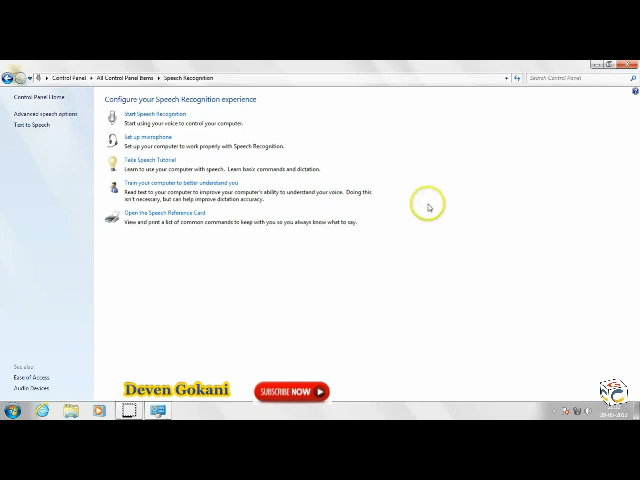 Control Panel ▸ All Control Panel Items ▸ Speech Recognition
Search Control Panel
Control Panel Home
Advanced speech options
Text to Speech
Configure your Speech Recognition experience
Start Speech Recognition
Start using your voice to control your computer.
Set up microphone
Set up your computer to work properly with Speech Recognition.
Take Speech Tutorial
Learn to use your computer with speech. Learn basic commands and dictation.
Train your computer to better understand you
Read text to your computer to improve your computer's ability to understand your voice. Doing this
isn't necessary, but can help improve dictation accuracy.
Open the Speech Reference Card
View and print a list of common commands to keep with you so you always know what to say.
See also
Ease of Access
Audio Devices
Deven Gokani
SUBSCRIBE NOW